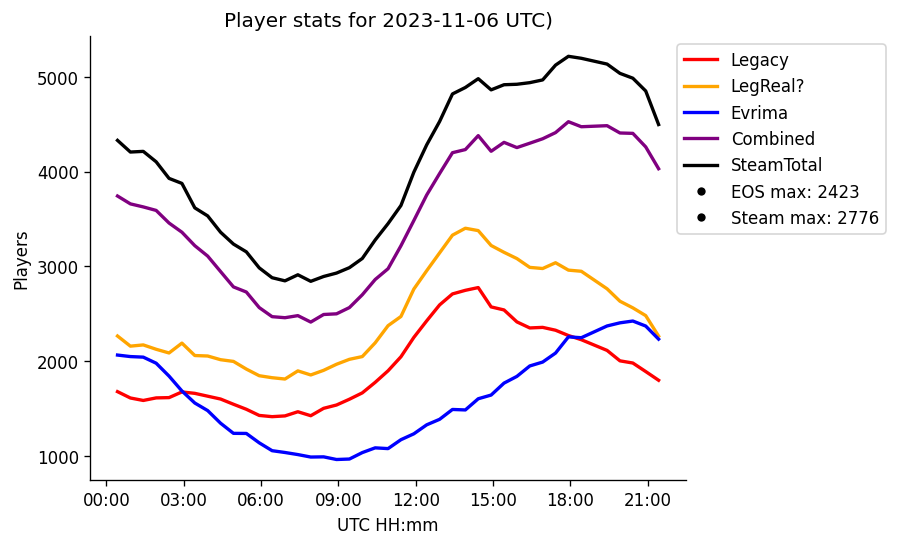 Player stats for 2023-11-06 UTC)
Legacy
LegReal?
Evrima
Combined
SteamTotal
EOS max: 2423
Steam max: 2776
Players
5000
4000
3000
2000
1000
00:00 03:00 06:00 09:00 12:00 15:00 18:00 21:00
UTC HH:mm